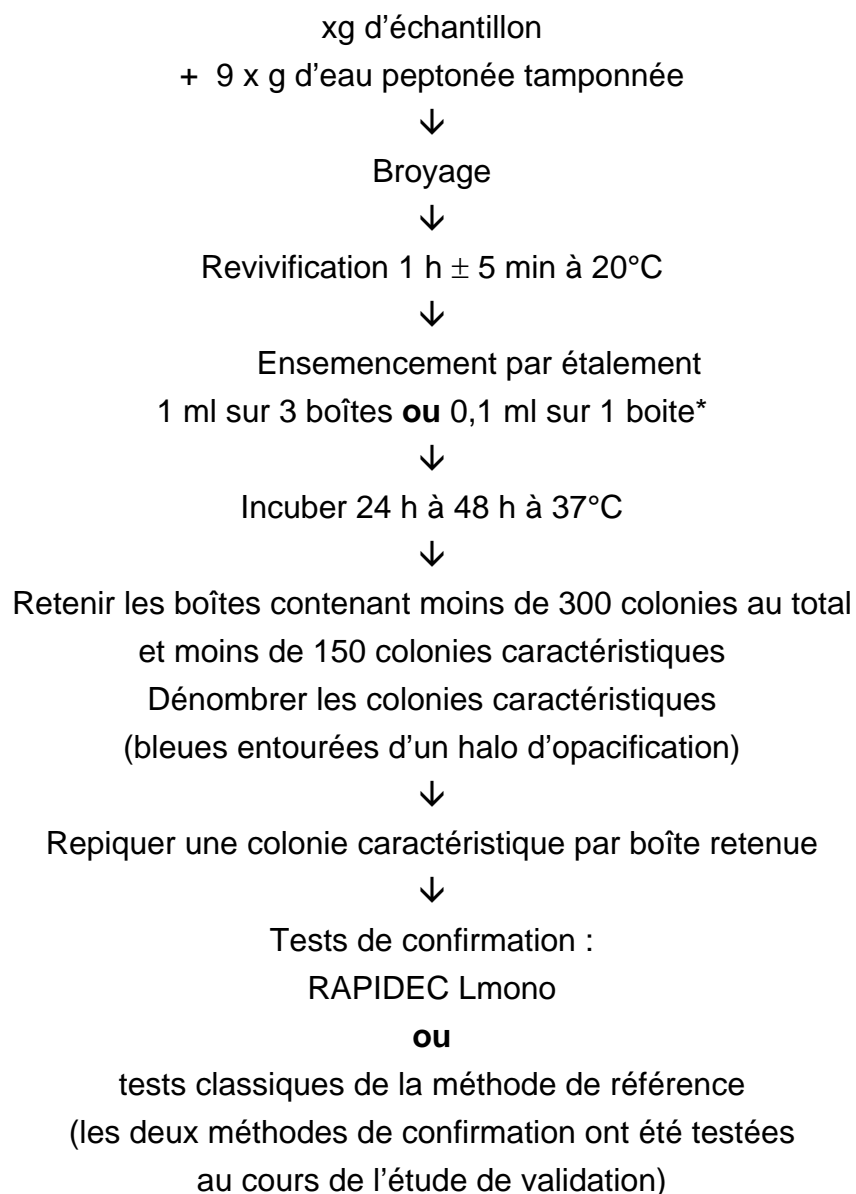 xg d'échantillon
+ 9 x g d'eau peptonée tamponnée
↓
Broyage
↓
Revivification 1 h ± 5 min à 20°C
↓
Ensemencement par étalement
1 ml sur 3 boîtes ou 0,1 ml sur 1 boite*
↓
Incuber 24 h à 48 h à 37°C
↓
Retenir les boîtes contenant moins de 300 colonies au total
et moins de 150 colonies caractéristiques
Dénombrer les colonies caractéristiques
(bleues entourées d'un halo d'opacification)
↓
Repiquer une colonie caractéristique par boîte retenue
↓
Tests de confirmation :
RAPIDEC Lmono
ou
tests classiques de la méthode de référence
(les deux méthodes de confirmation ont été testées
au cours de l'étude de validation)